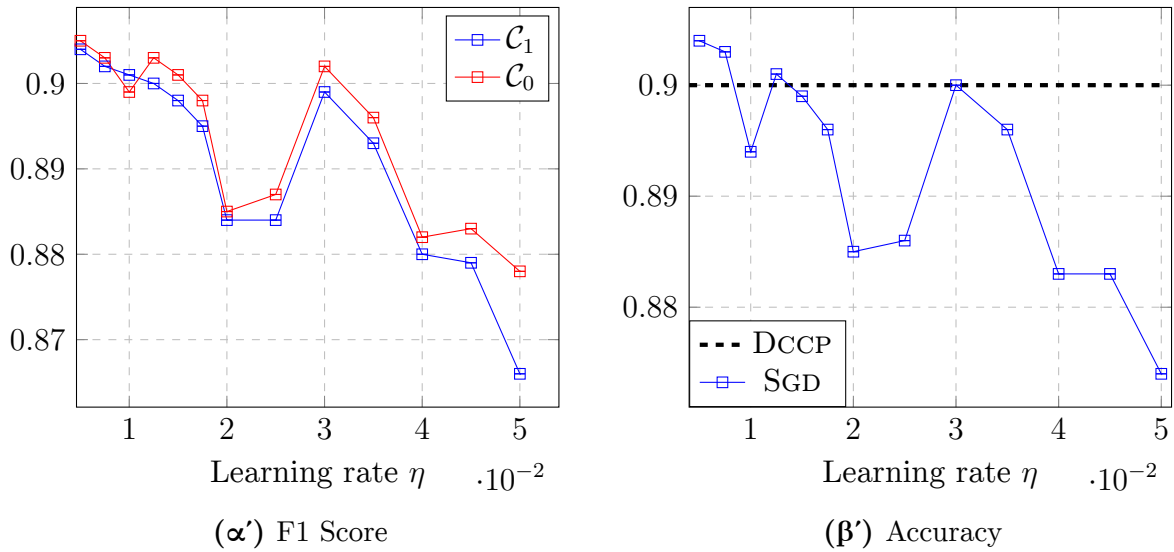 0.9
0.89
0.88
0.87
1 2 3 4 5
Learning rate η ·10⁻²
C₁
C₀
(α′) F1 Score
0.9
0.89
0.88
1 2 3 4 5
Learning rate η ·10⁻²
DCCP
SGD
(β′) Accuracy